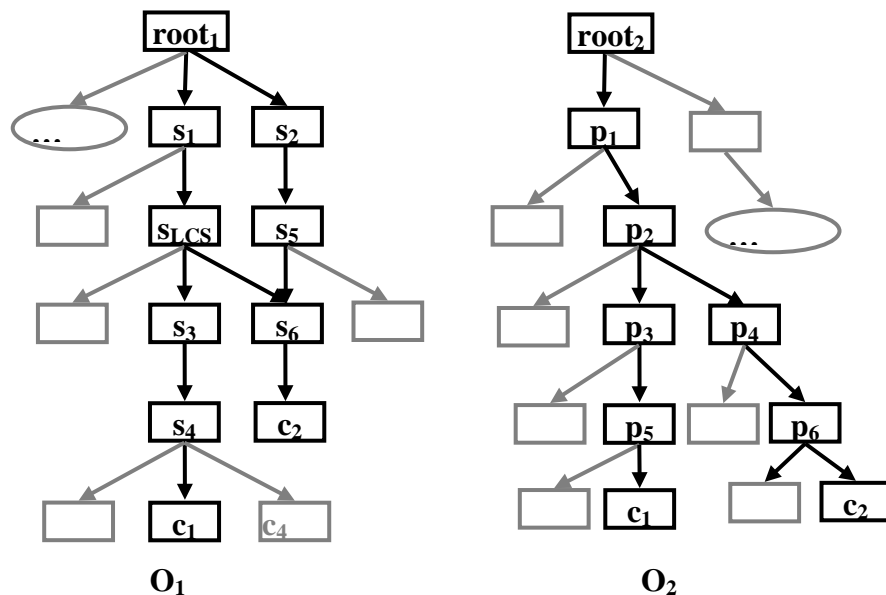 root₁
root₂
...
s₁
s₂
p₁
s_LCS
s₅
p₂
...
s₃
s₆
p₃
p₄
s₄
c₂
p₅
p₆
c₁
c₄
c₁
c₂
O₁
O₂